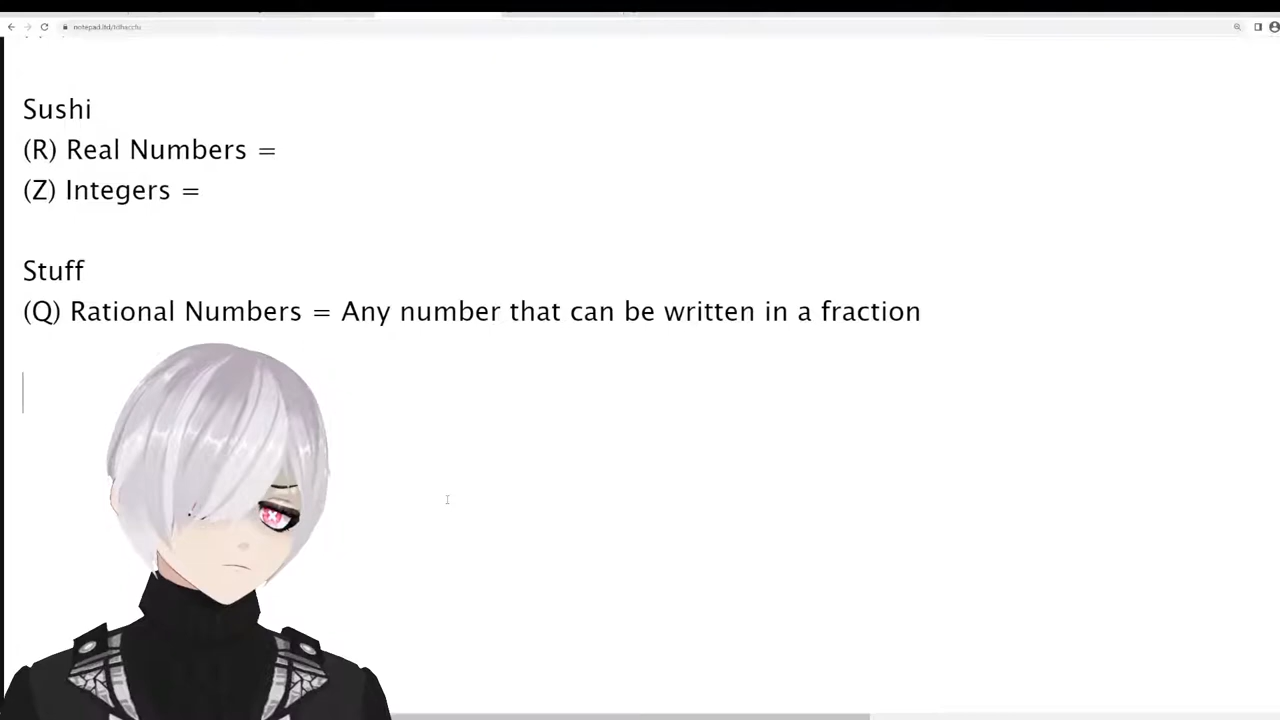 Sushi
(R) Real Numbers =
(Z) Integers =
Stuff
(Q) Rational Numbers = Any number that can be written in a fraction